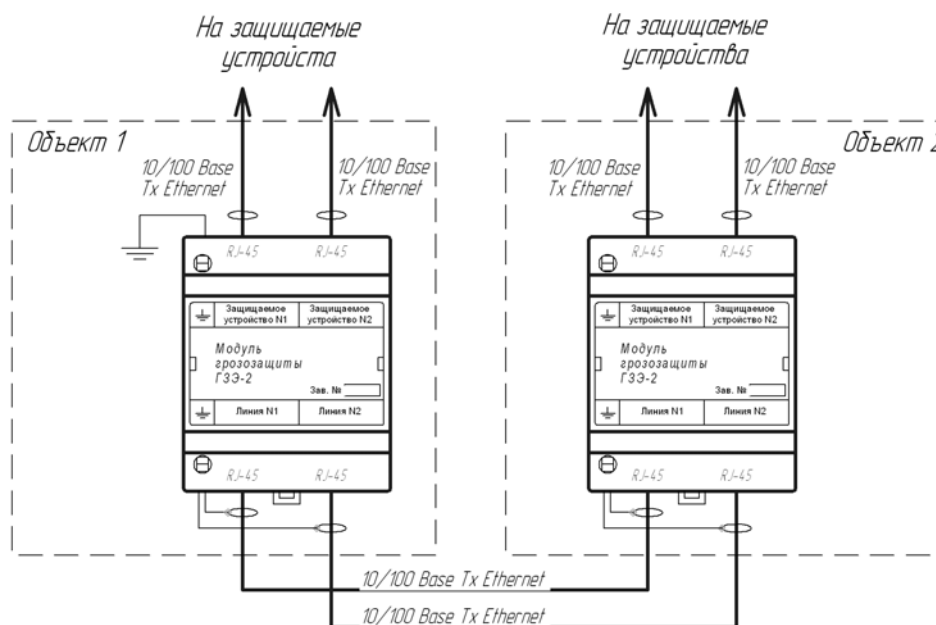 На защищаемые
устройста
На защищаемые
устройства
Объект 1
Объект 2
10/100 Base
Tx Ethernet
10/100 Base
Tx Ethernet
10/100 Base
Tx Ethernet
10/100 Base
Tx Ethernet
RJ-45 RJ-45
RJ-45 RJ-45
Защищаемое
устройство N1
Защищаемое
устройство N2
Защищаемое
устройство N1
Защищаемое
устройство N2
Модуль
грозозащиты
ГЗЭ-2
Зав. №
Модуль
грозозащиты
ГЗЭ-2
Зав. №
Линия N1 Линия N2
Линия N1 Линия N2
RJ-45 RJ-45
RJ-45 RJ-45
10/100 Base Tx Ethernet
10/100 Base Tx Ethernet